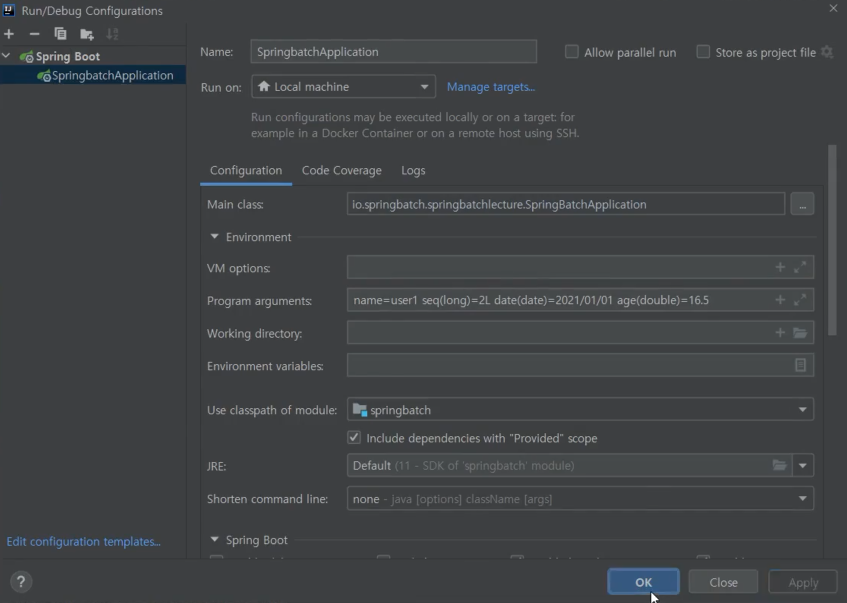 Run/Debug Configurations
Spring Boot
SpringbatchApplication
Name: SpringbatchApplication
Allow parallel run
Store as project file
Run on: Local machine
Manage targets...
Run configurations may be executed locally or on a target: for
example in a Docker Container or on a remote host using SSH.
Configuration Code Coverage Logs
Main class: io.springbatch.springbatchlecture.SpringBatchApplication ...
Environment
VM options:
Program arguments: name=user1 seq(long)=2L date(date)=2021/01/01 age(double)=16.5
Working directory:
Environment variables:
Use classpath of module: springbatch
Include dependencies with "Provided" scope
JRE: Default (11 - SDK of 'springbatch' module)
Shorten command line: none - java [options] className [args]
Spring Boot
Edit configuration templates...
? OK Close Apply